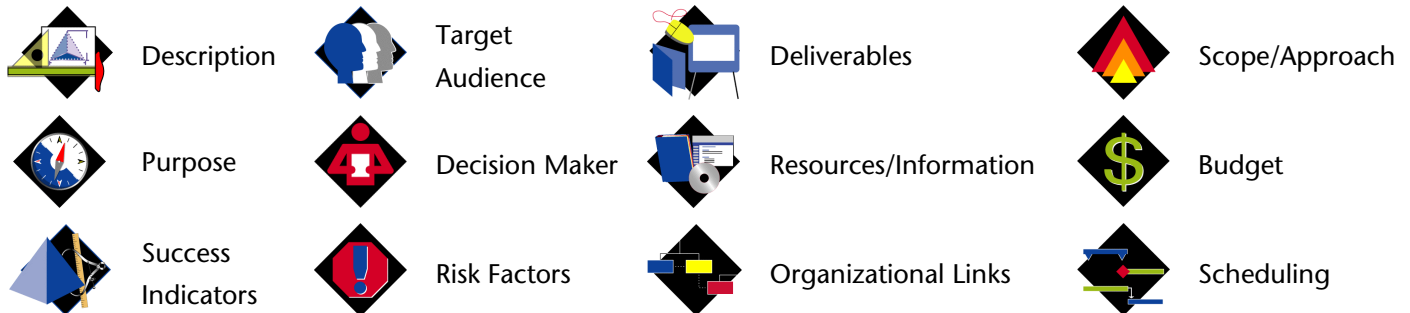 Description
Target
Audience
Deliverables
Scope/Approach
Purpose
Decision Maker
Resources/Information
$
Budget
Success
Indicators
!
Risk Factors
Organizational Links
Scheduling